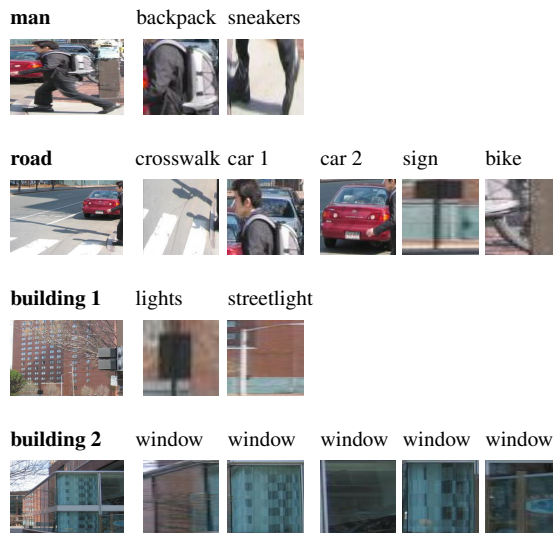 man backpack sneakers
road crosswalk car 1 car 2 sign bike
building 1 lights streetlight
building 2 window window window window window